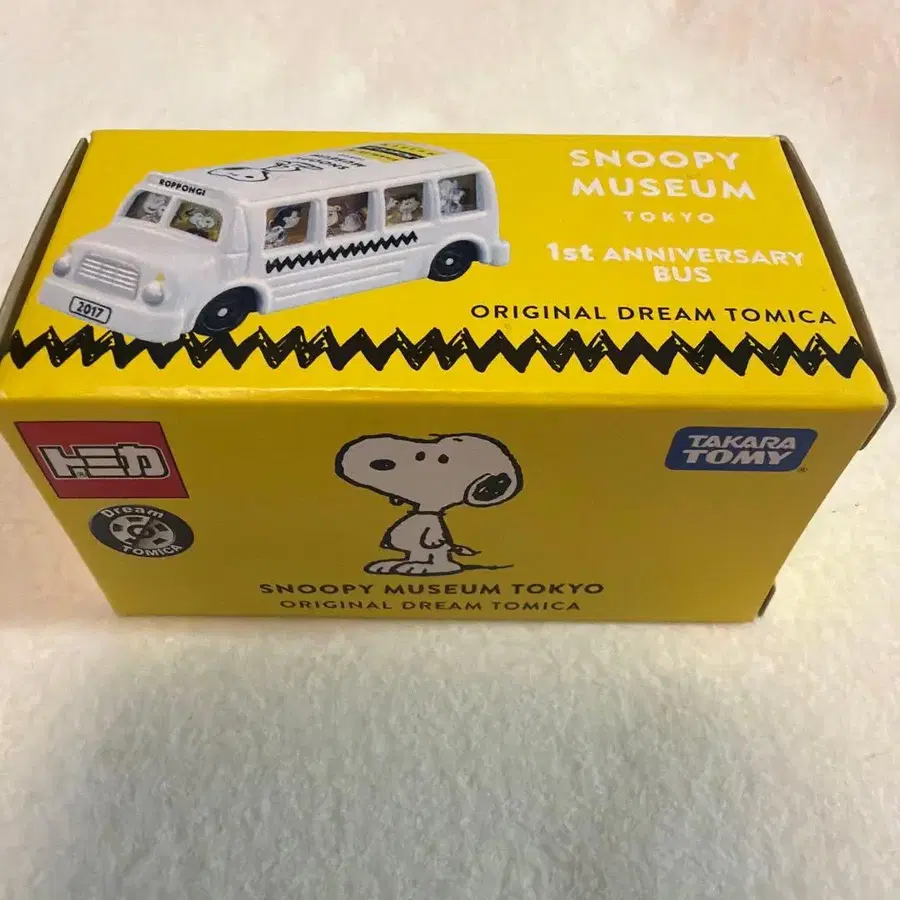 SNOOPY
MUSEUM
TOKYO
1st ANNIVERSARY
BUS
ORIGINAL DREAM TOMICA
ROPPONGI
2017
トミカ
Dream
TOMICA
TAKARA
TOMY
SNOOPY MUSEUM TOKYO
ORIGINAL DREAM TOMICA